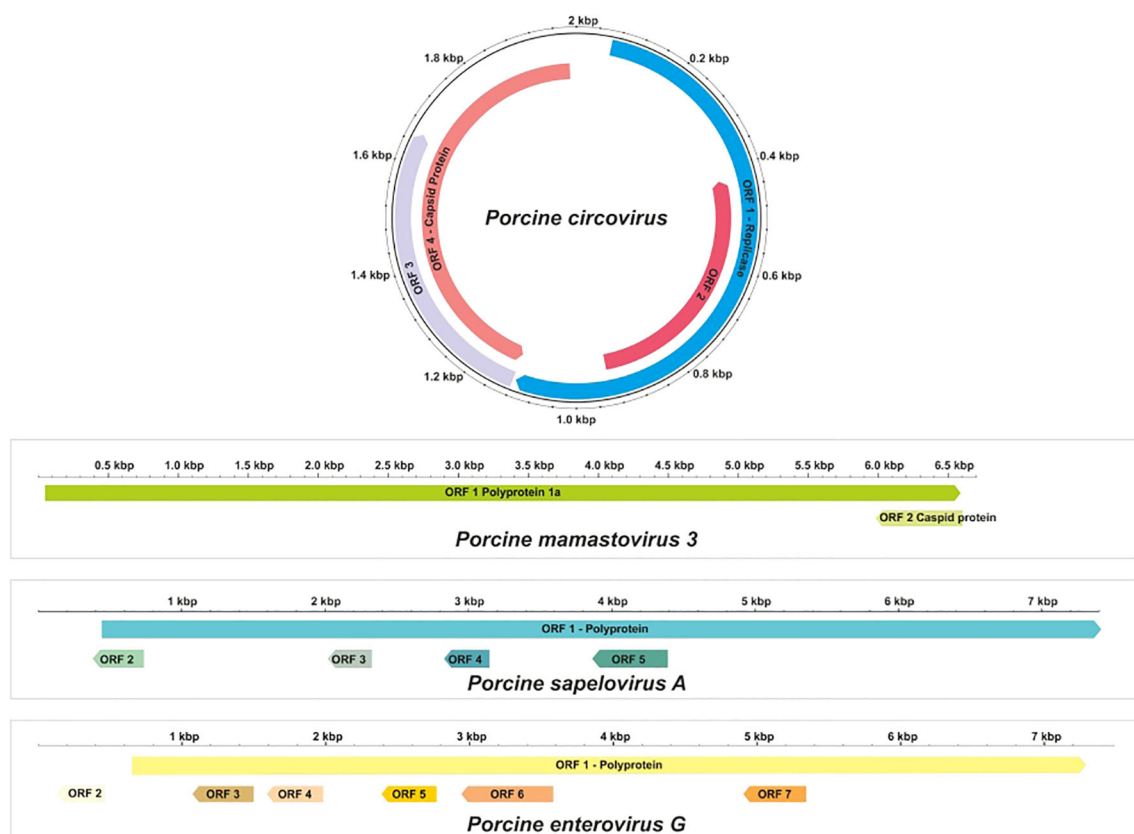 2 kbp
0.2 kbp
0.4 kbp
0.6 kbp
0.8 kbp
1.0 kbp
1.2 kbp
1.4 kbp
1.6 kbp
1.8 kbp
ORF 1 - Replicase
ORF 2
ORF 3
ORF 4 - Capsid Protein
Porcine circovirus
0.5 kbp 1.0 kbp 1.5 kbp 2.0 kbp 2.5 kbp 3.0 kbp 3.5 kbp 4.0 kbp 4.5 kbp 5.0 kbp 5.5 kbp 6.0 kbp 6.5 kbp
ORF 1 Polyprotein 1a
ORF 2 Caspid protein
Porcine mamastovirus 3
1 kbp 2 kbp 3 kbp 4 kbp 5 kbp 6 kbp 7 kbp
ORF 1 - Polyprotein
ORF 2 ORF 3 ORF 4 ORF 5
Porcine sapelovirus A
1 kbp 2 kbp 3 kbp 4 kbp 5 kbp 6 kbp 7 kbp
ORF 1 - Polyprotein
ORF 2 ORF 3 ORF 4 ORF 5 ORF 6 ORF 7
Porcine enterovirus G